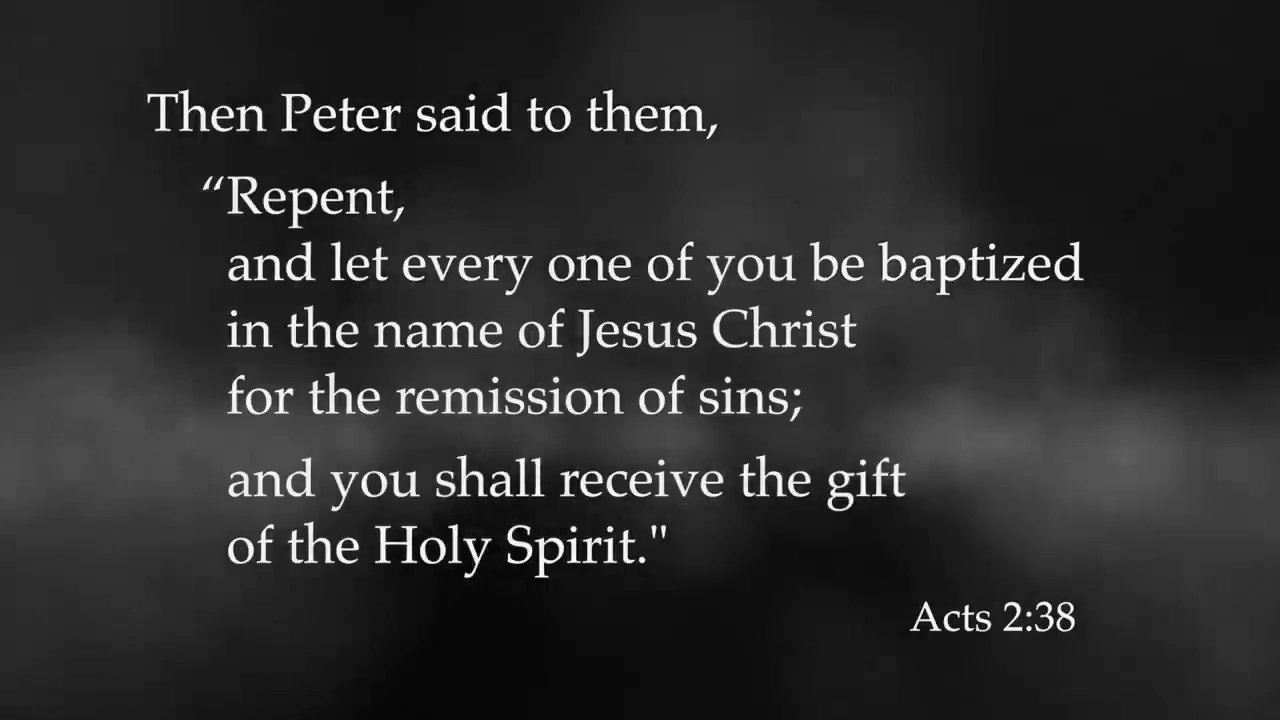 Then Peter said to them,
“Repent,
and let every one of you be baptized
in the name of Jesus Christ
for the remission of sins;
and you shall receive the gift
of the Holy Spirit."
Acts 2:38